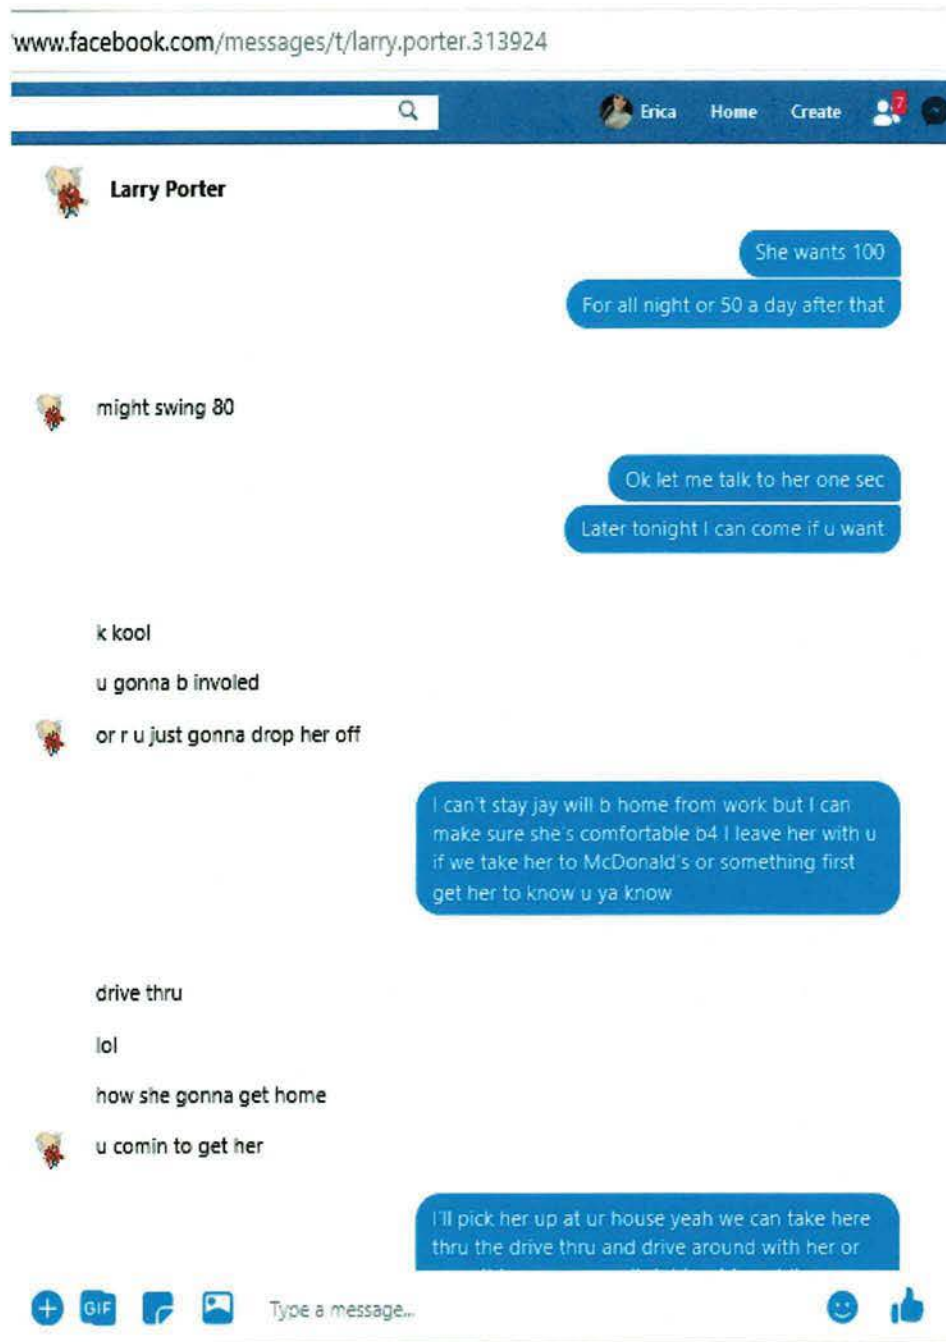 www.facebook.com/messages/t/larry.porter.313924
Erica Home Create 7
Larry Porter
She wants 100
For all night or 50 a day after that
might swing 80
Ok let me talk to her one sec
Later tonight I can come if u want
k kool
u gonna b involed
or r u just gonna drop her off
I can't stay jay will b home from work but I can
make sure she's comfortable b4 I leave her with u
if we take her to McDonald's or something first
get her to know u ya know
drive thru
lol
how she gonna get home
u comin to get her
I'll pick her up at ur house yeah we can take here
thru the drive thru and drive around with her or
GIF Type a message...